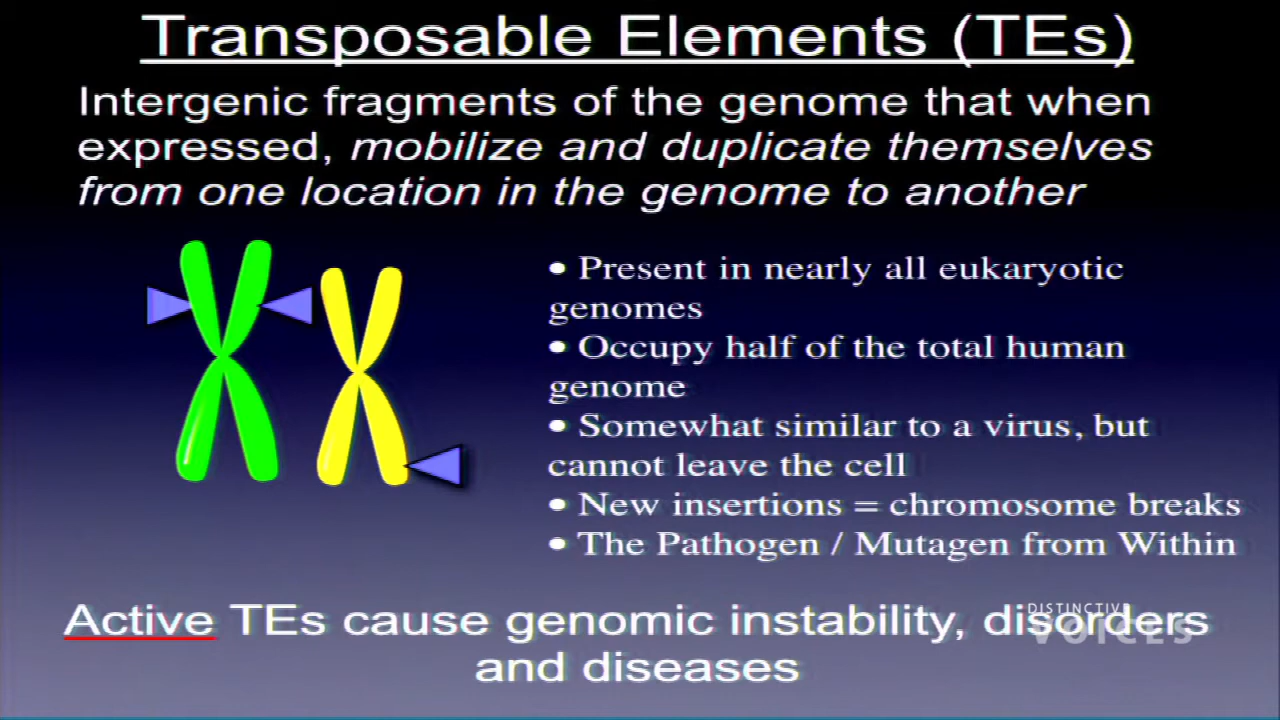 Transposable Elements (TEs)
Intergenic fragments of the genome that when
expressed, mobilize and duplicate themselves
from one location in the genome to another
• Present in nearly all eukaryotic
genomes
• Occupy half of the total human
genome
• Somewhat similar to a virus, but
cannot leave the cell
• New insertions = chromosome breaks
• The Pathogen / Mutagen from Within
Active TEs cause genomic instability, disorders
and diseases
DISTINCTIVE
VOICES